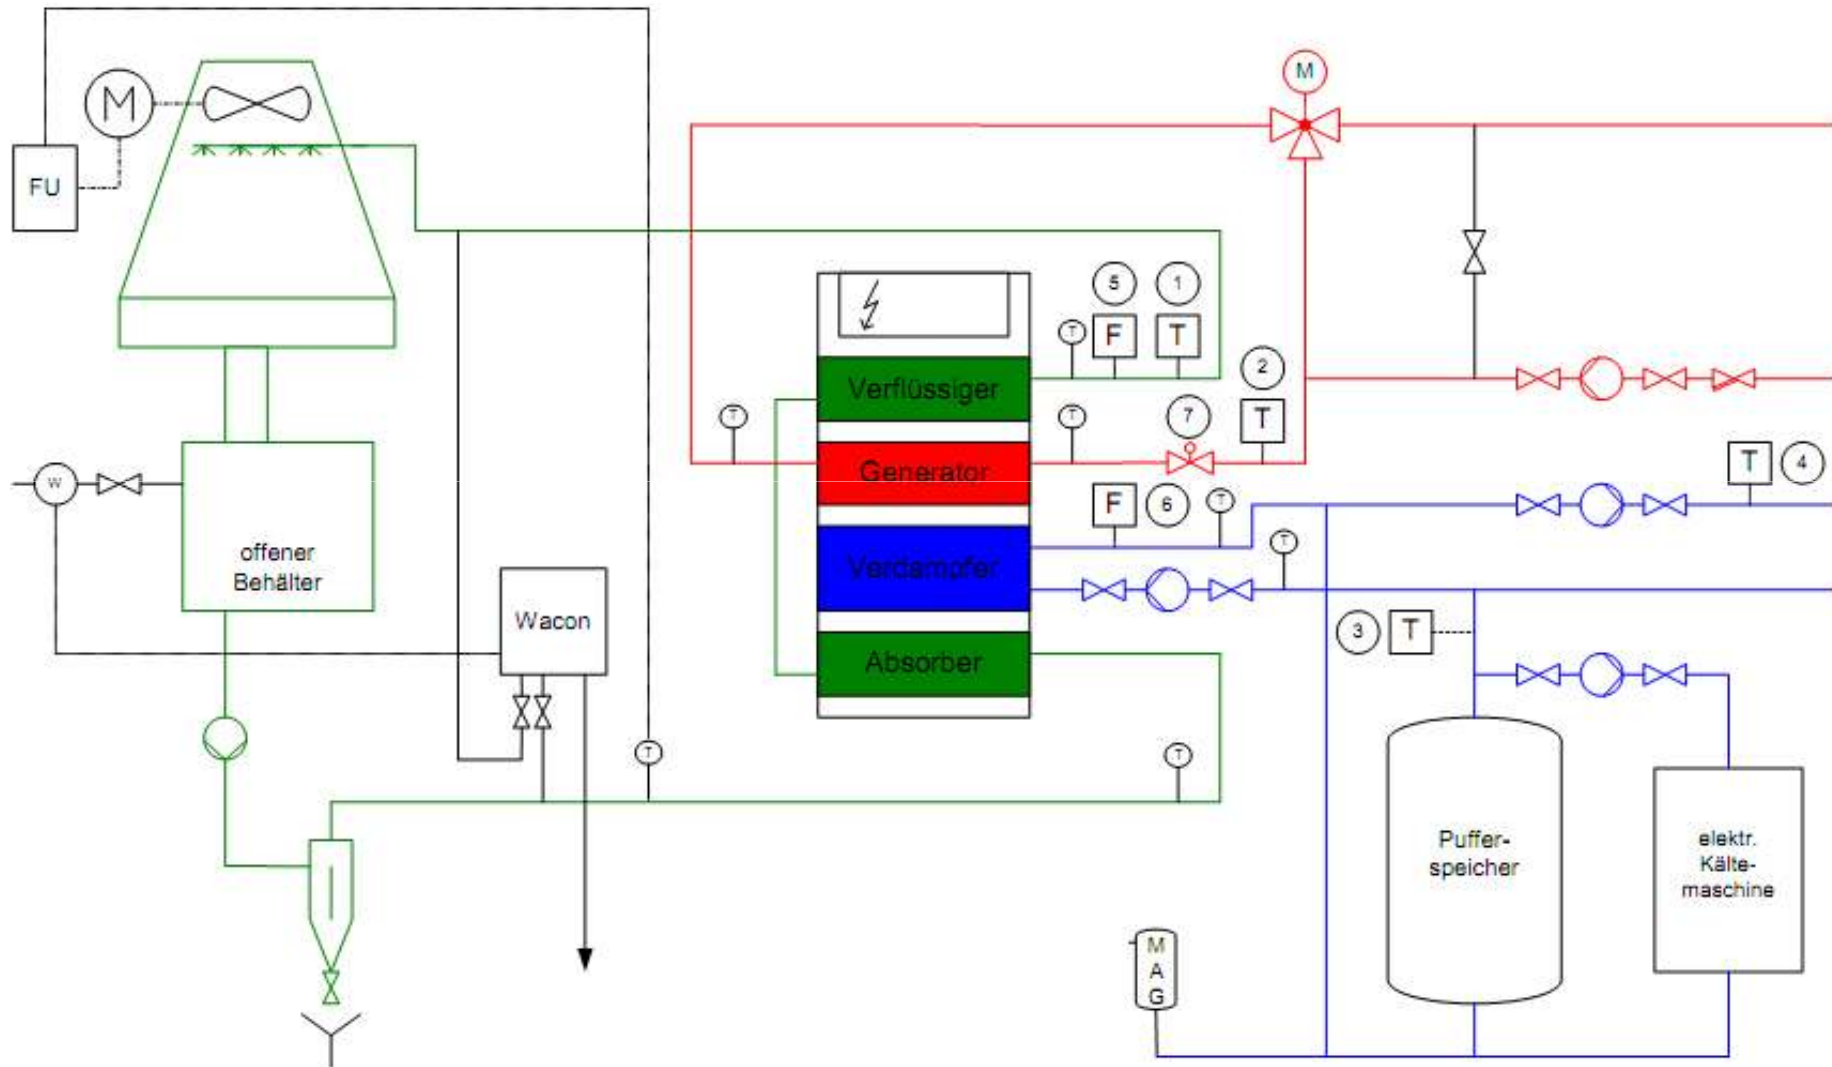 M
M
FU
5
1
T
F
T
2
Verflüssiger
T
T
7
T
Generator
T
4
W
F
6
T
offener
Behälter
Verdampfer
T
Wacon
3
T
Absorber
T
T
Puffer-
speicher
elektr.
Kälte-
maschine
M
A
G